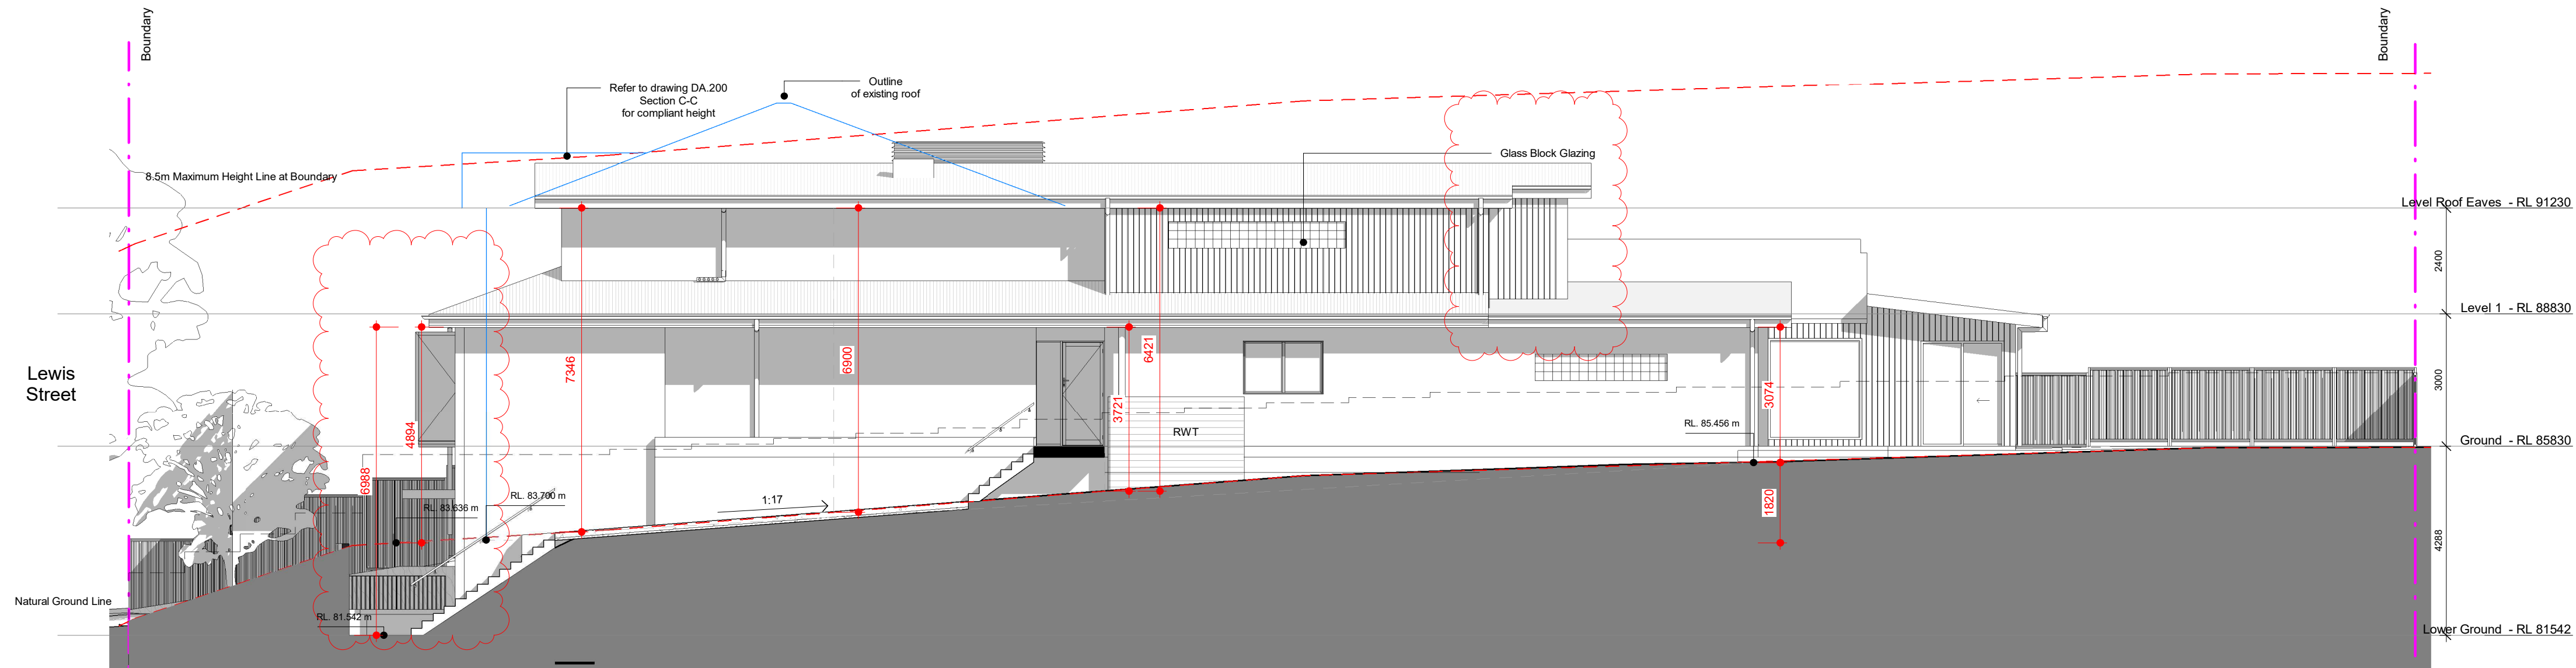 Boundary
Boundary
Refer to drawing DA.200
Section C-C
for compliant height
Outline
of existing roof
Glass Block Glazing
8.5m Maximum Height Line at Boundary
Level Roof Eaves - RL 91230
2400
Level 1 - RL 88830
Lewis
Street
7346
6900
6421
3721
3074
3000
4894
6988
RWT
RL. 85.456 m
Ground - RL 85830
RL. 83.636 m
RL. 83.700 m
1:17
1820
4288
Natural Ground Line
RL. 81.542 m
Lower Ground - RL 81542